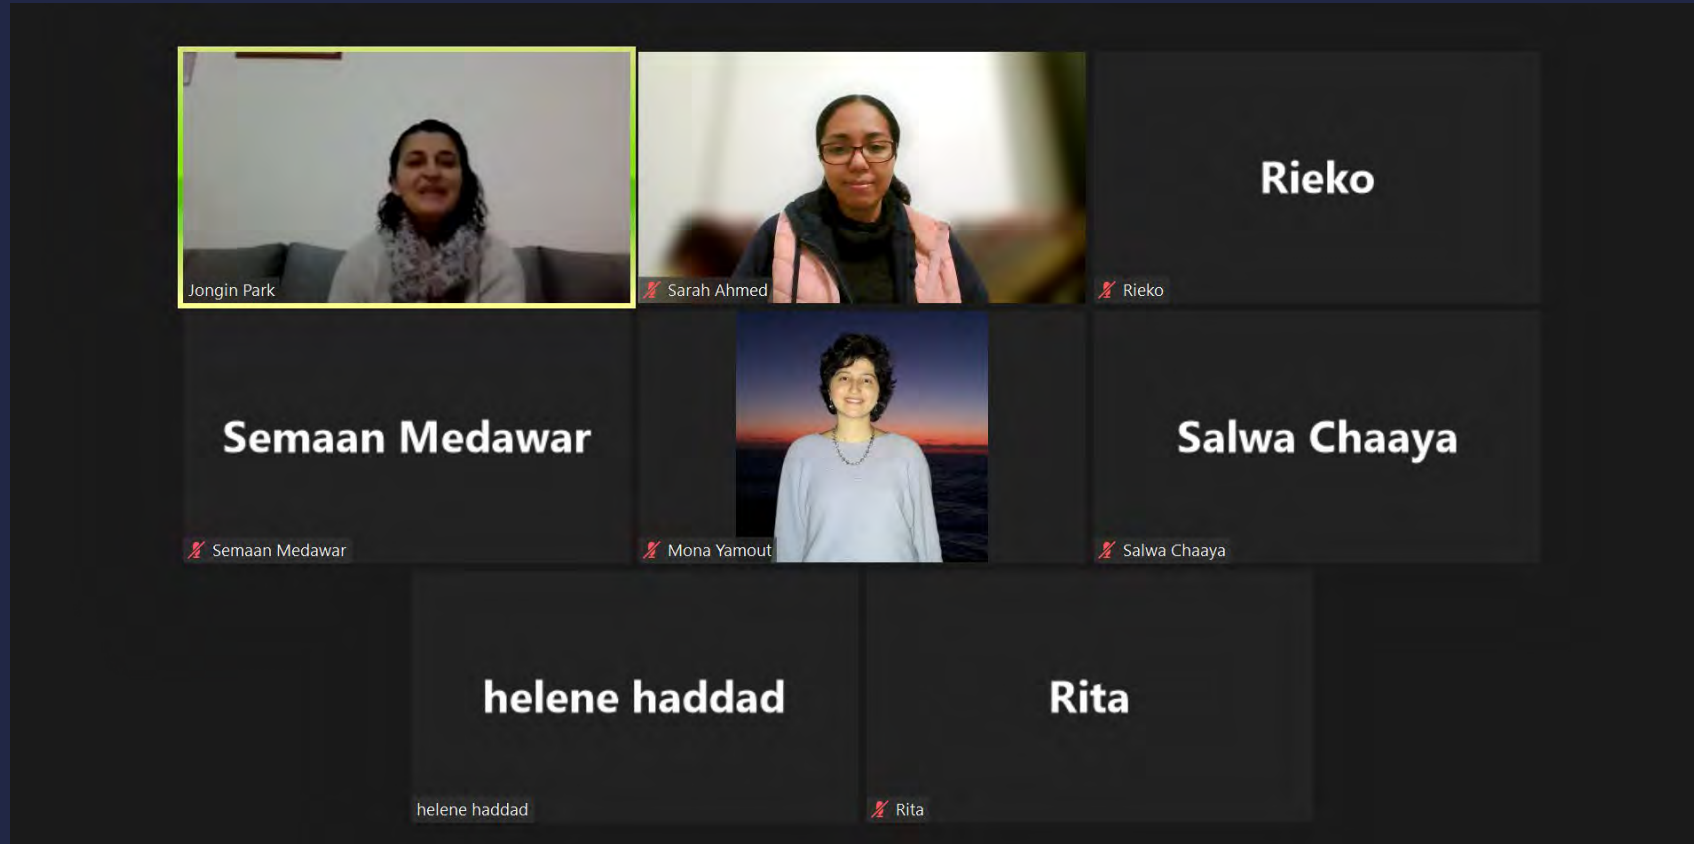 Rieko
Jongin Park
Sarah Ahmed
Rieko
Semaan Medawar
Salwa Chaaya
Semaan Medawar
Mona Yamout
Salwa Chaaya
helene haddad
Rita
helene haddad
Rita